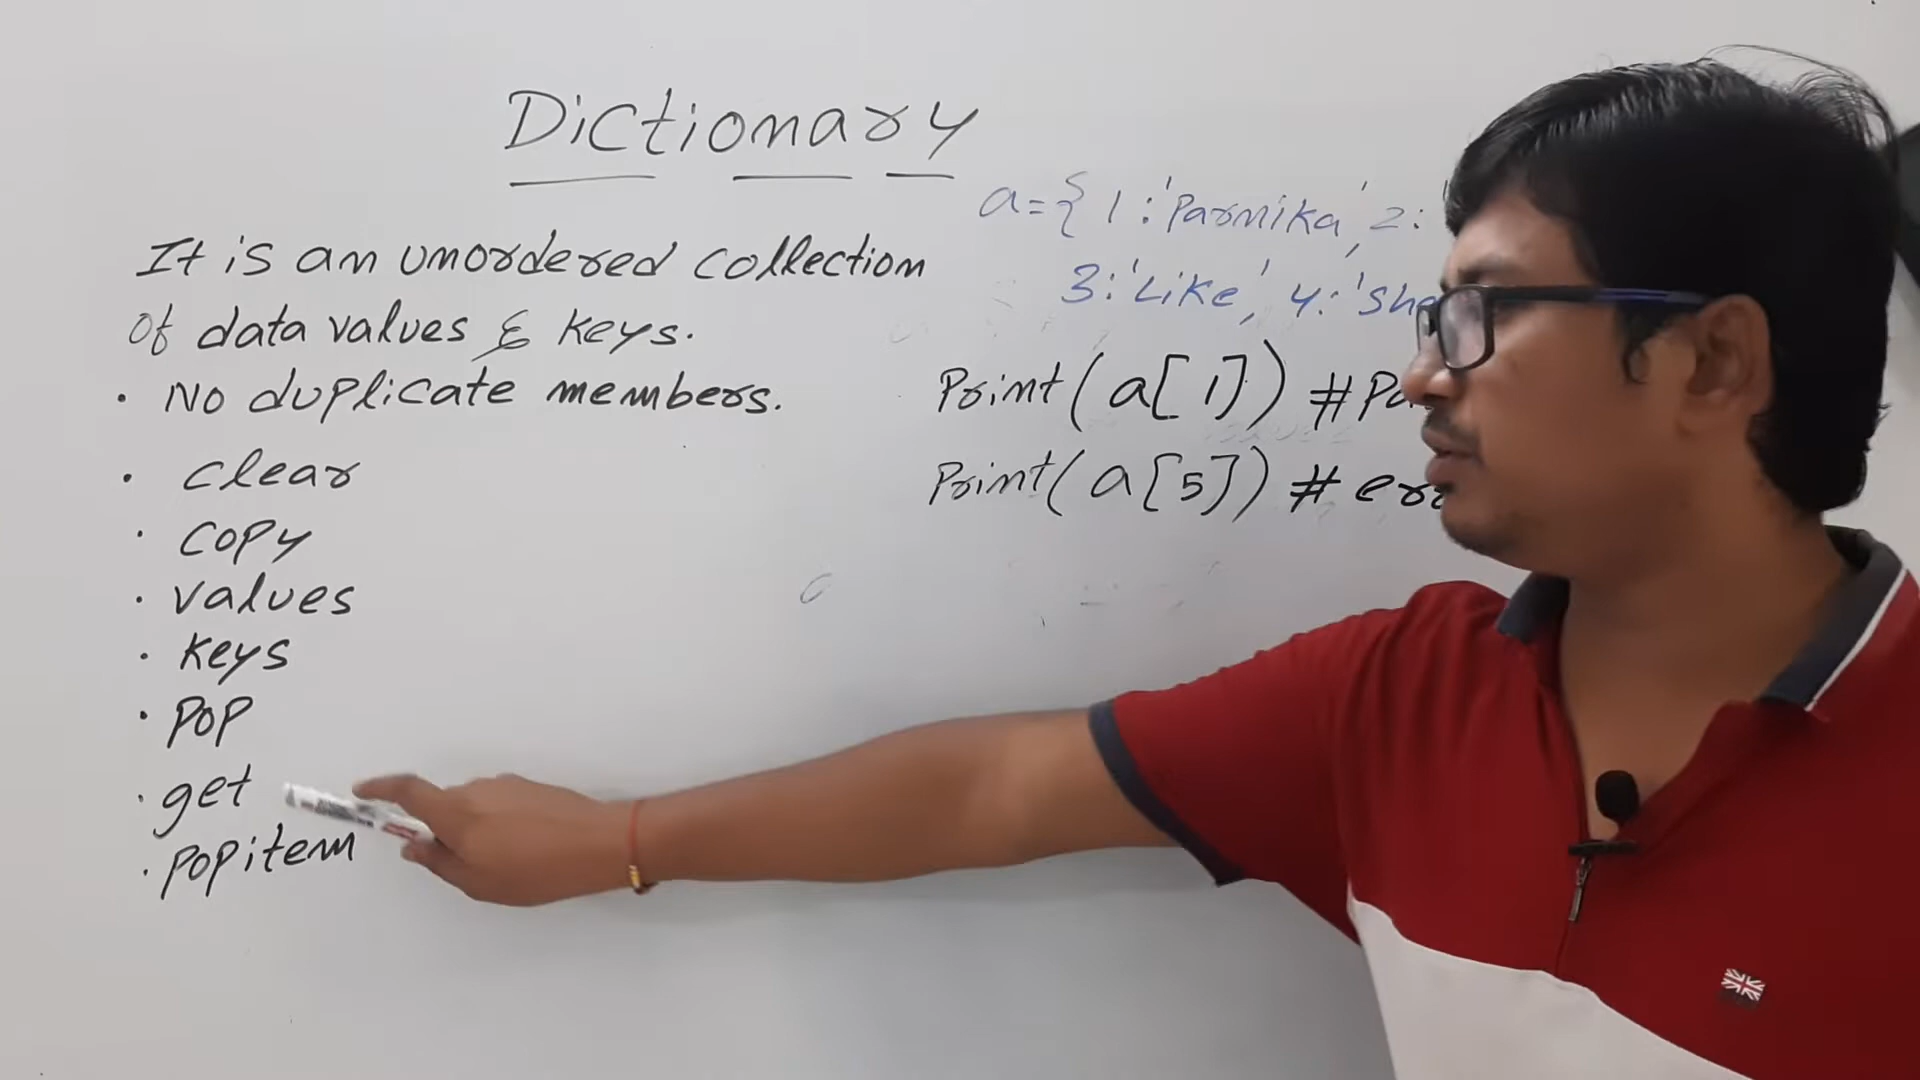 Dictionary
It is an unordered collection
of data values & keys.
• No duplicate members.
• clear
• copy
• values
• keys
• pop
• get
• popitem
a={ 1:'Parnika', 2:'
3:'Like', 4:'Sha
Print(a[1]) #Pa
Print(a[5]) # err